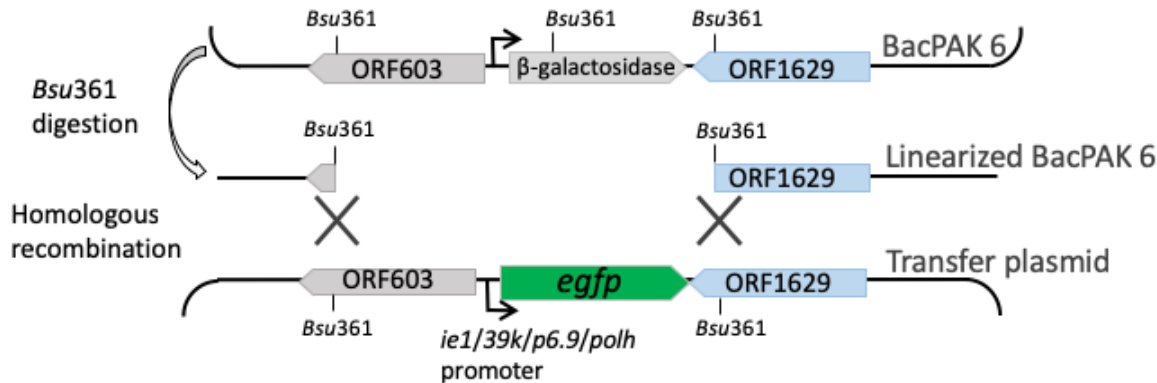 Bsu361 Bsu361 Bsu361
ORF603 β-galactosidase ORF1629 BacPAK 6
Bsu361
digestion
Bsu361 Bsu361
ORF1629 Linearized BacPAK 6
Homologous
recombination
ORF603 egfp ORF1629 Transfer plasmid
Bsu361 Bsu361
ie1/39k/p6.9/polh
promoter